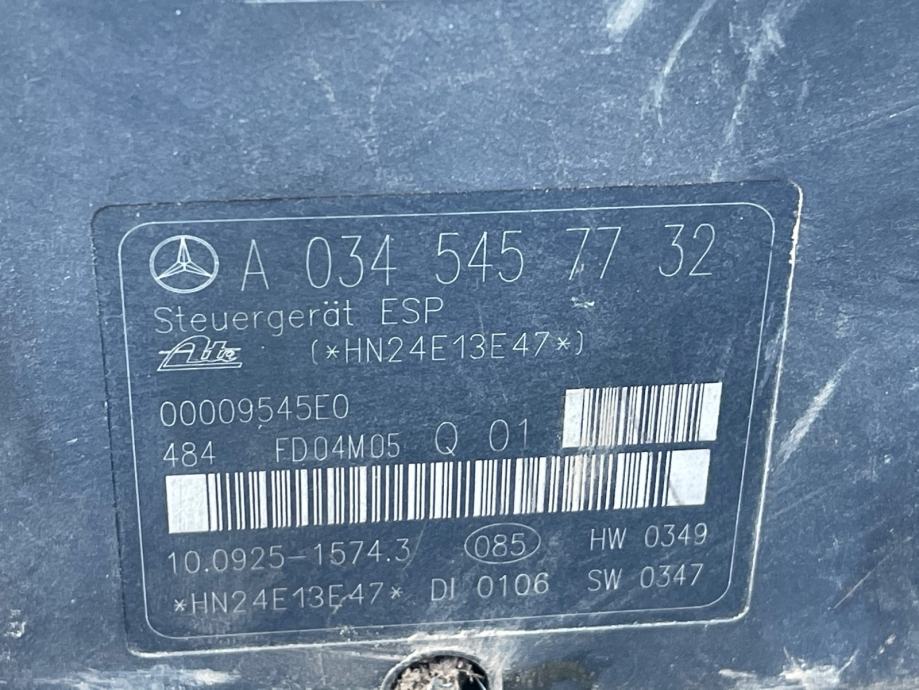 A 034 545 77 32
Steuergerät ESP
Ate (*HN24E13E47*)
00009545E0
484 FD04M05 Q 01
10.0925-1574.3 085 HW 0349
*HN24E13E47* DI 0106 SW 0347